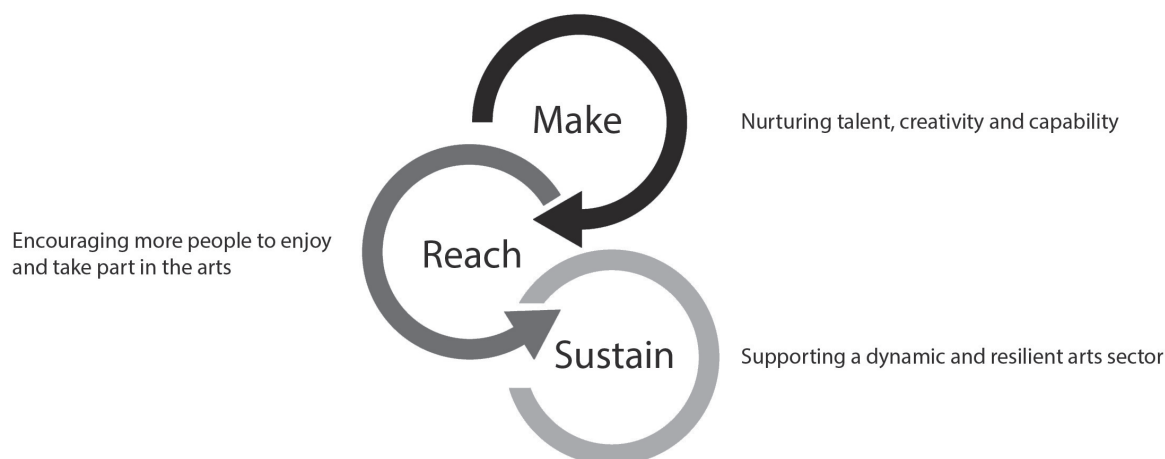 Make
Nurturing talent, creativity and capability
Reach
Encouraging more people to enjoy
and take part in the arts
Sustain
Supporting a dynamic and resilient arts sector